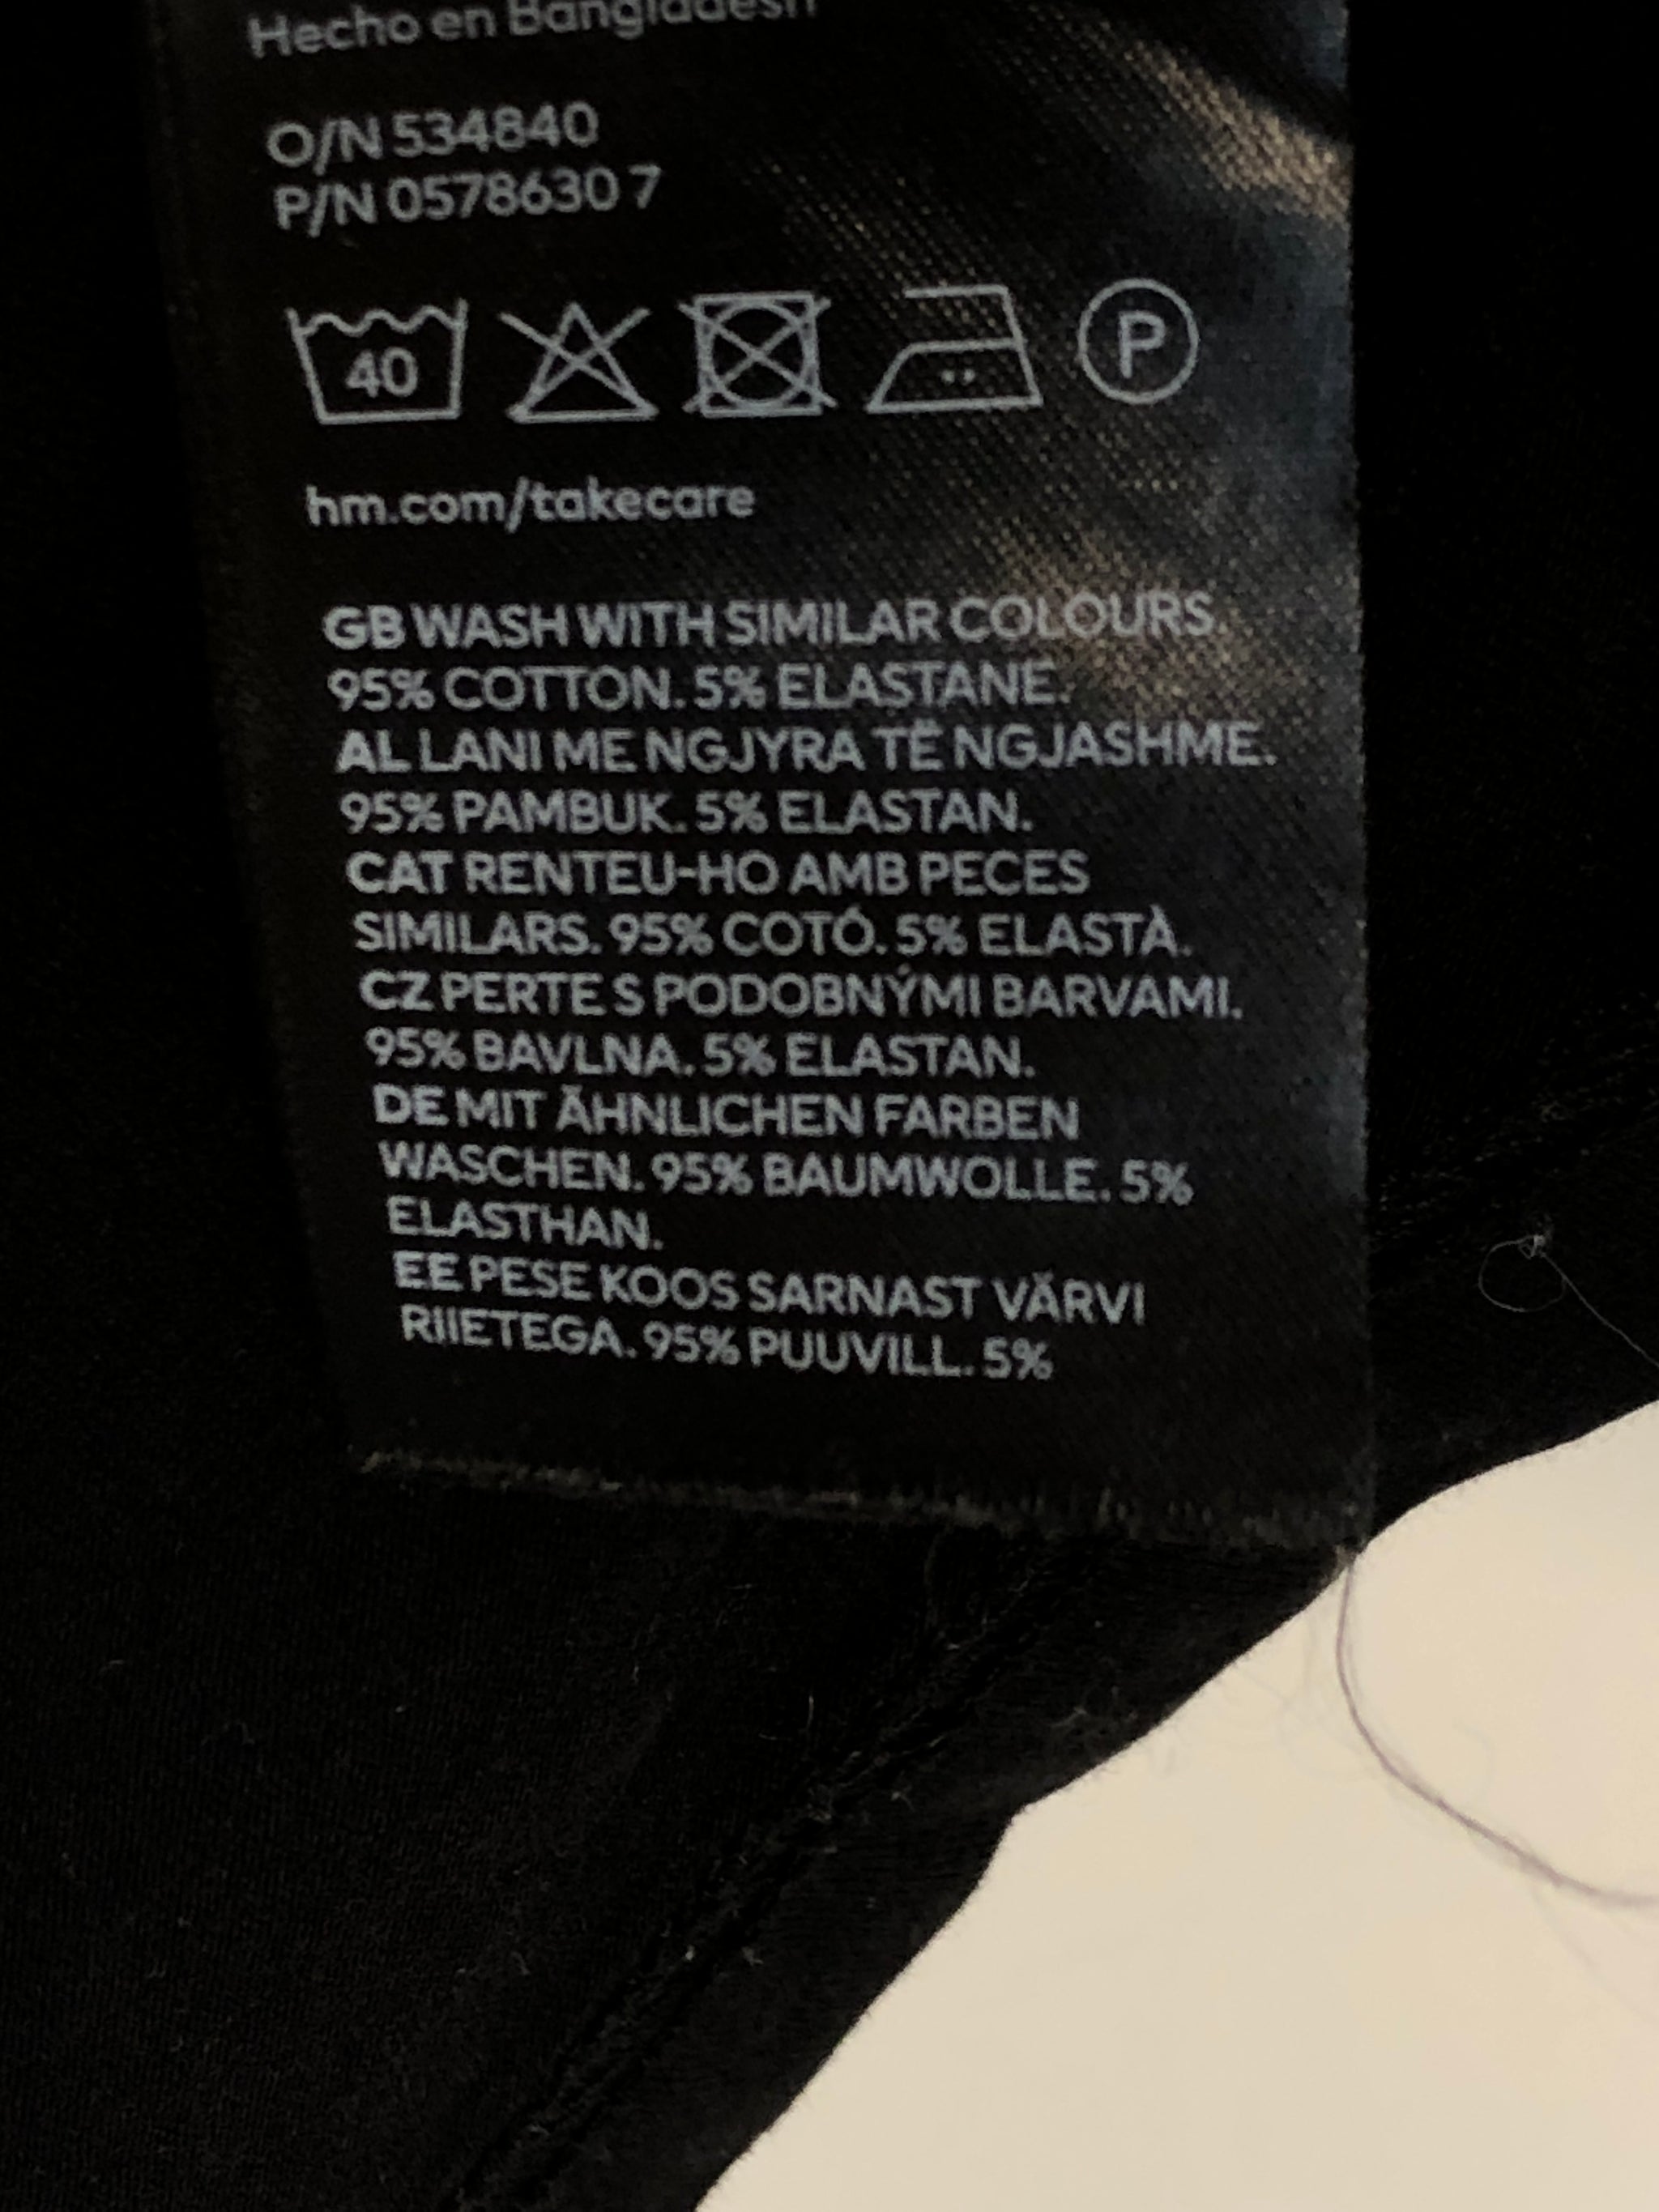 Hecho en Bangladesh
O/N 534840
P/N 0578630 7
40
P
hm.com/takecare
GB WASH WITH SIMILAR COLOURS.
95% COTTON. 5% ELASTANE.
AL LANI ME NGJYRA TË NGJASHME.
95% PAMBUK. 5% ELASTAN.
CAT RENTEU-HO AMB PECES
SIMILARS. 95% COTÓ. 5% ELASTÀ.
CZ PERTE S PODOBNÝMI BARVAMI.
95% BAVLNA. 5% ELASTAN.
DE MIT ÄHNLICHEN FARBEN
WASCHEN. 95% BAUMWOLLE. 5%
ELASTHAN.
EE PESE KOOS SARNAST VÄRVI
RIIETEGA. 95% PUUVILL. 5%